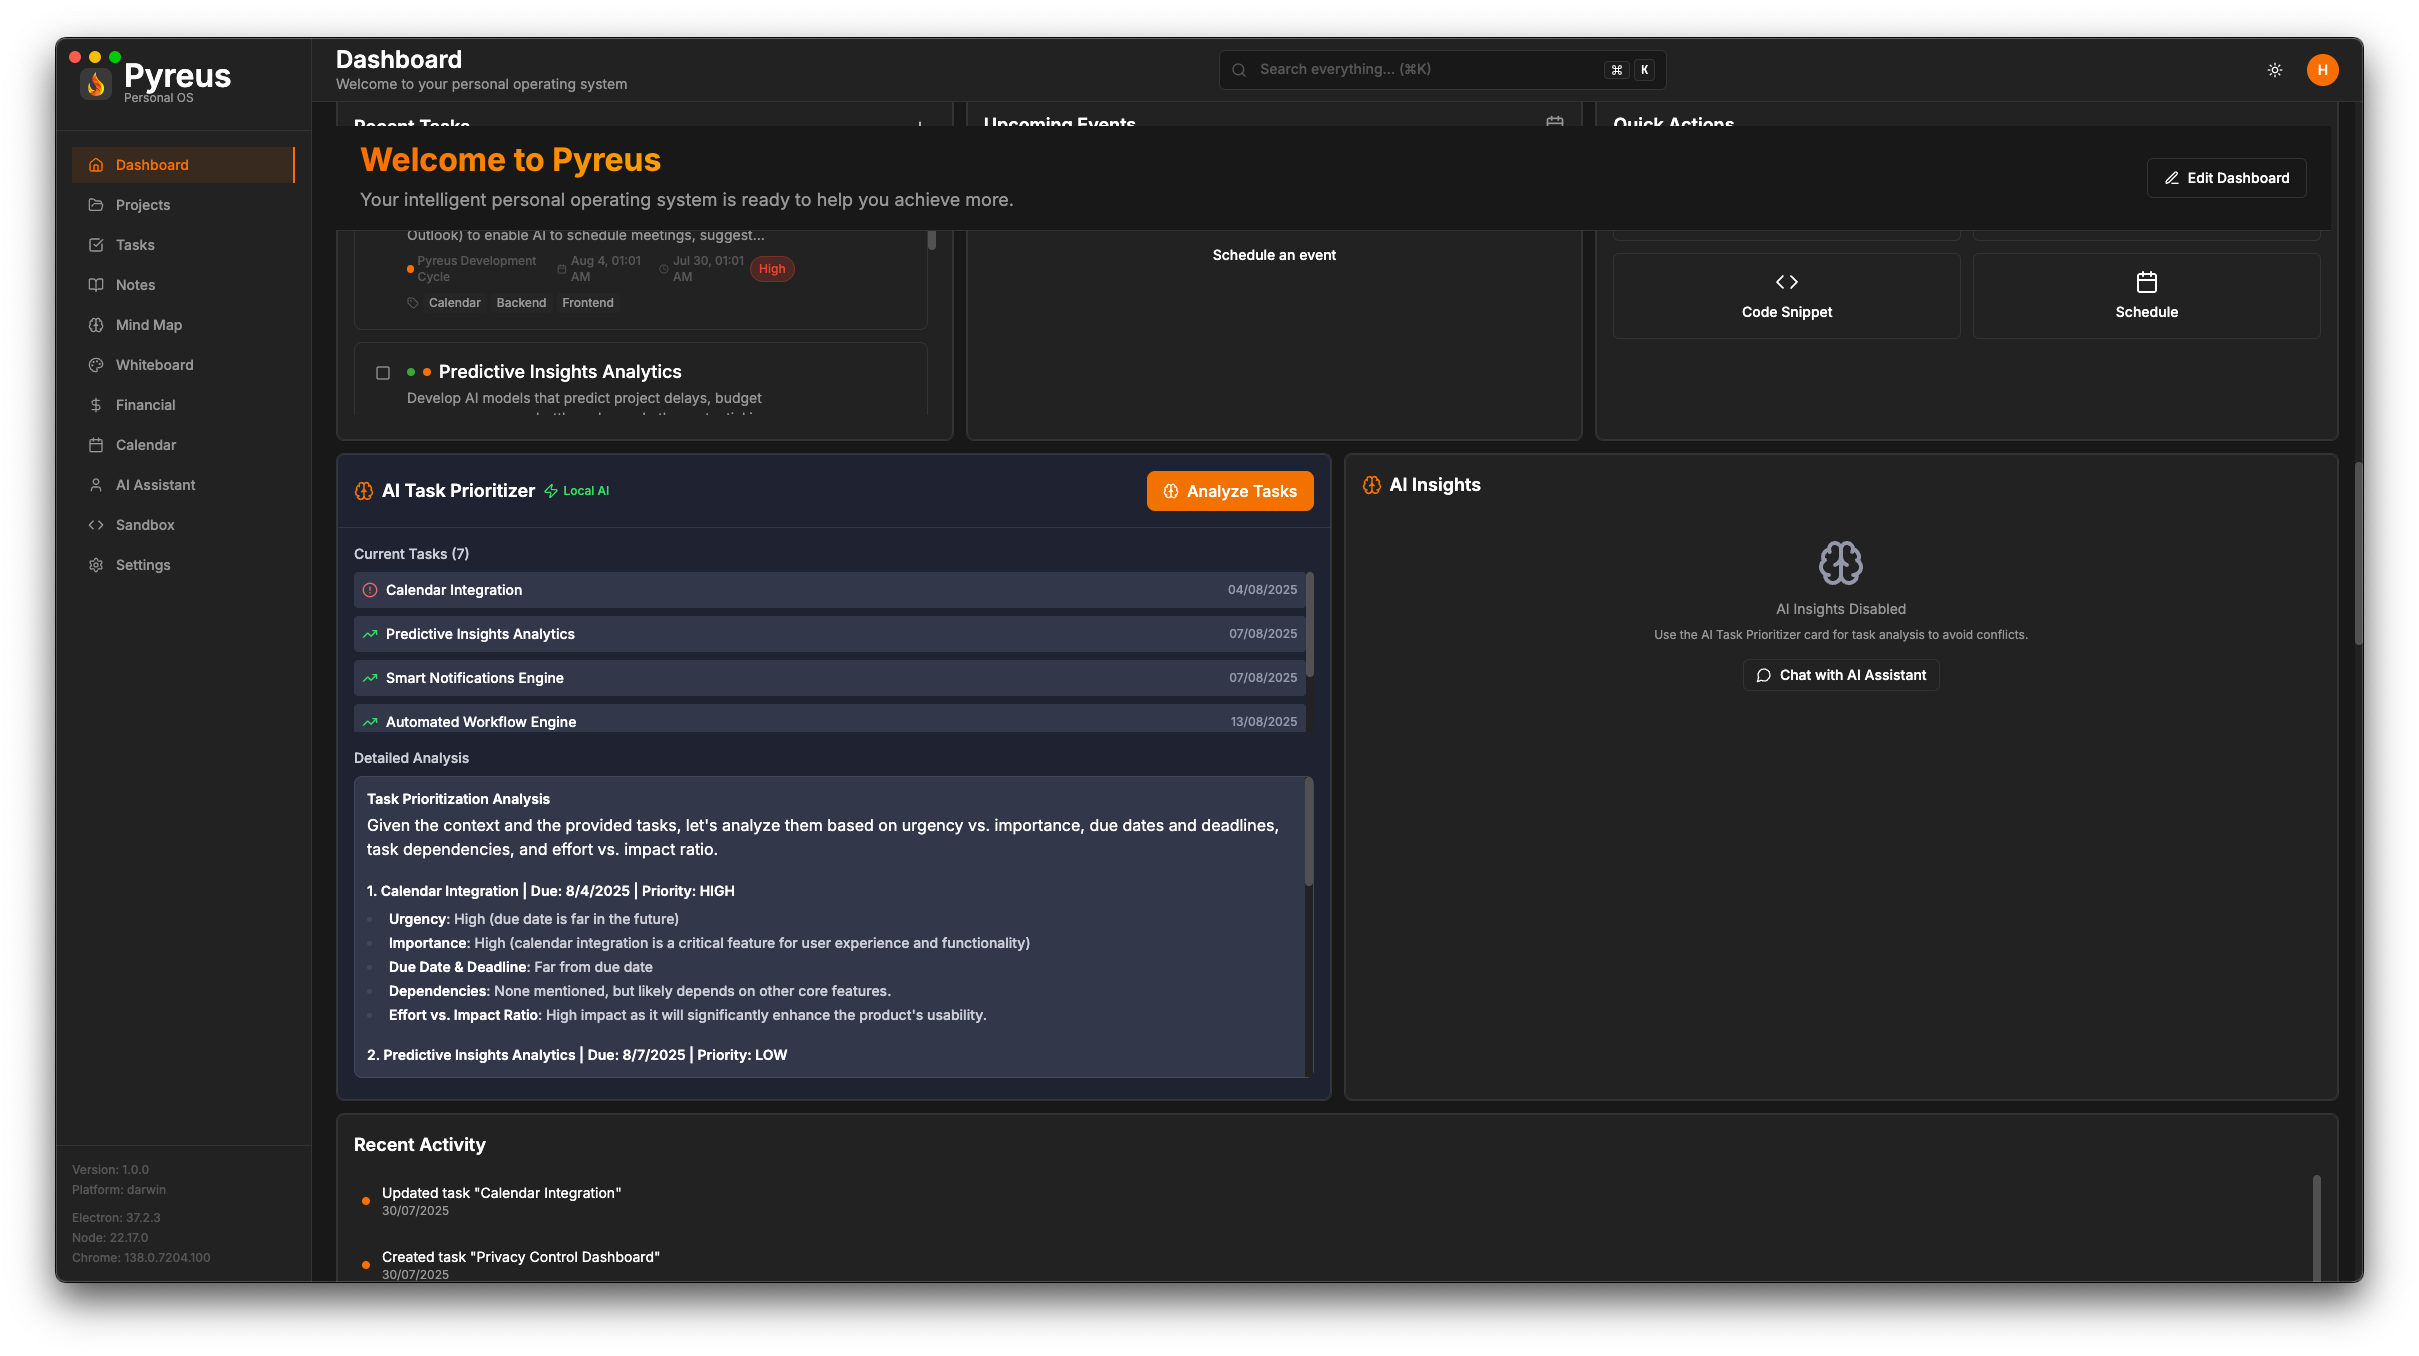 Pyreus
Personal OS
Dashboard
Welcome to your personal operating system
Search everything... (⌘K)
⌘ K
H
Dashboard
Projects
Tasks
Notes
Mind Map
Whiteboard
Financial
Calendar
AI Assistant
Sandbox
Settings
Version: 1.0.0
Platform: darwin
Electron: 37.2.3
Node: 22.17.0
Chrome: 138.0.7204.100
Recent Tasks
Upcoming Events
Quick Actions
Welcome to Pyreus
Your intelligent personal operating system is ready to help you achieve more.
Edit Dashboard
Outlook) to enable AI to schedule meetings, suggest...
Pyreus Development Cycle
Aug 4, 01:01 AM
Jul 30, 01:01 AM
High
Calendar Backend Frontend
Predictive Insights Analytics
Develop AI models that predict project delays, budget
Schedule an event
Code Snippet
Schedule
AI Task Prioritizer
Local AI
Analyze Tasks
Current Tasks (7)
Calendar Integration 04/08/2025
Predictive Insights Analytics 07/08/2025
Smart Notifications Engine 07/08/2025
Automated Workflow Engine 13/08/2025
Detailed Analysis
Task Prioritization Analysis
Given the context and the provided tasks, let's analyze them based on urgency vs. importance, due dates and deadlines,
task dependencies, and effort vs. impact ratio.
1. Calendar Integration | Due: 8/4/2025 | Priority: HIGH
Urgency: High (due date is far in the future)
Importance: High (calendar integration is a critical feature for user experience and functionality)
Due Date & Deadline: Far from due date
Dependencies: None mentioned, but likely depends on other core features.
Effort vs. Impact Ratio: High impact as it will significantly enhance the product's usability.
2. Predictive Insights Analytics | Due: 8/7/2025 | Priority: LOW
AI Insights
AI Insights Disabled
Use the AI Task Prioritizer card for task analysis to avoid conflicts.
Chat with AI Assistant
Recent Activity
Updated task "Calendar Integration"
30/07/2025
Created task "Privacy Control Dashboard"
30/07/2025